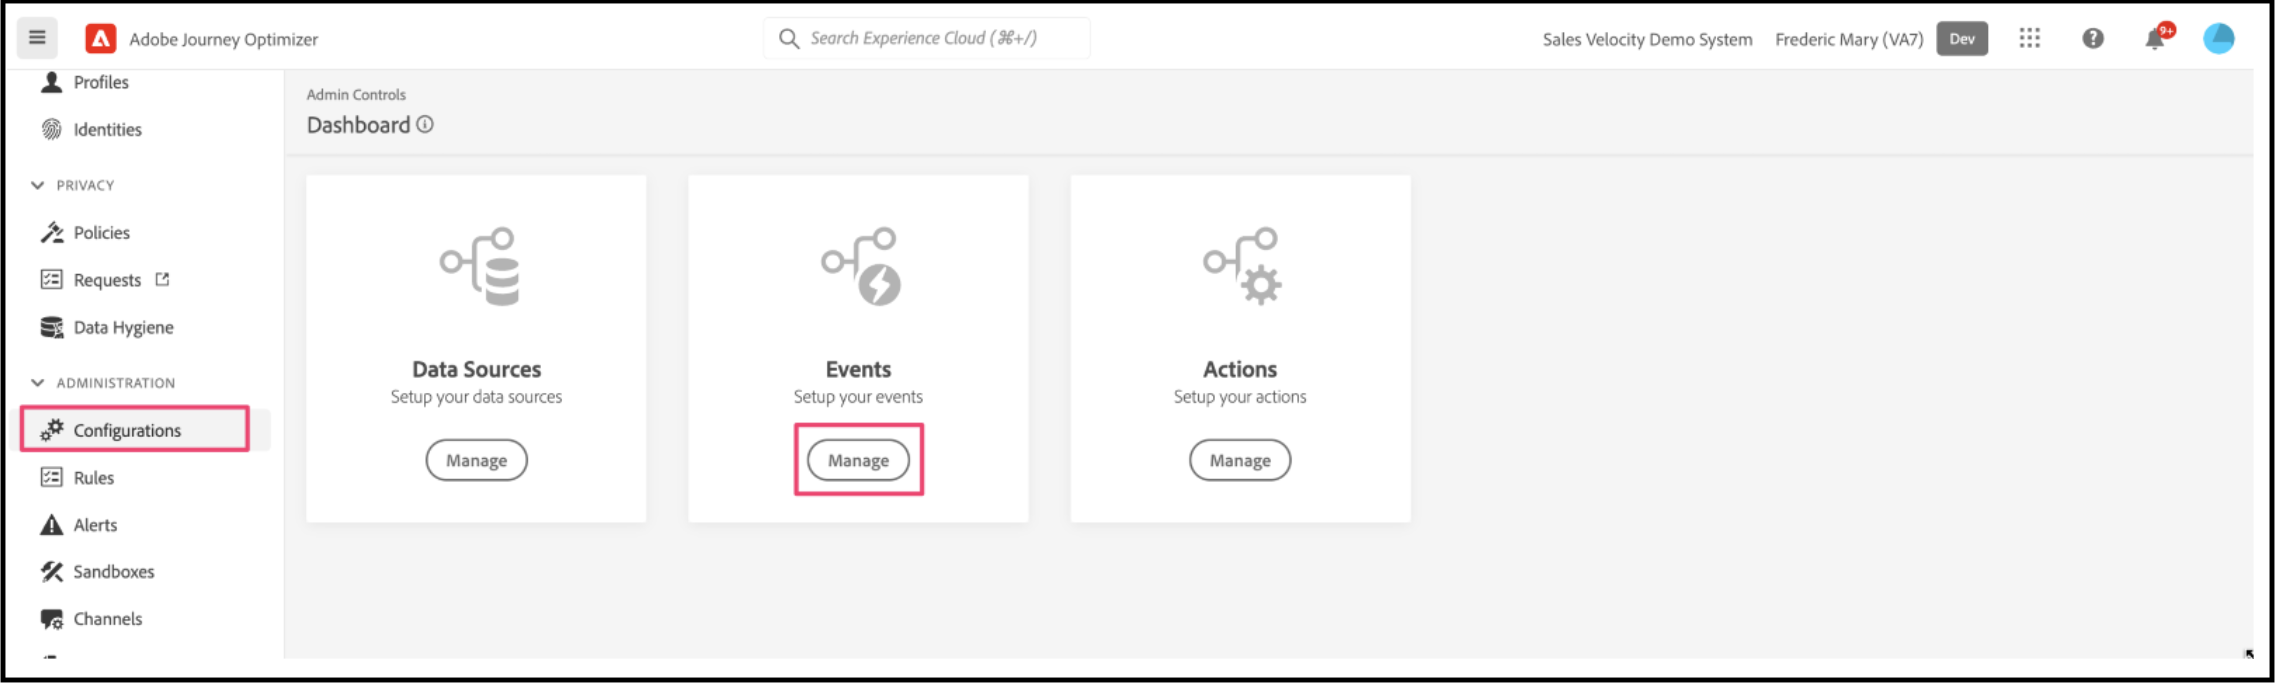 Adobe Journey Optimizer
Search Experience Cloud (⌘+/)
Sales Velocity Demo System
Frederic Mary (VA7)
Dev
9+
Profiles
Identities
PRIVACY
Policies
Requests
Data Hygiene
ADMINISTRATION
Configurations
Rules
Alerts
Sandboxes
Channels
Admin Controls
Dashboard
Data Sources
Setup your data sources
Manage
Events
Setup your events
Manage
Actions
Setup your actions
Manage